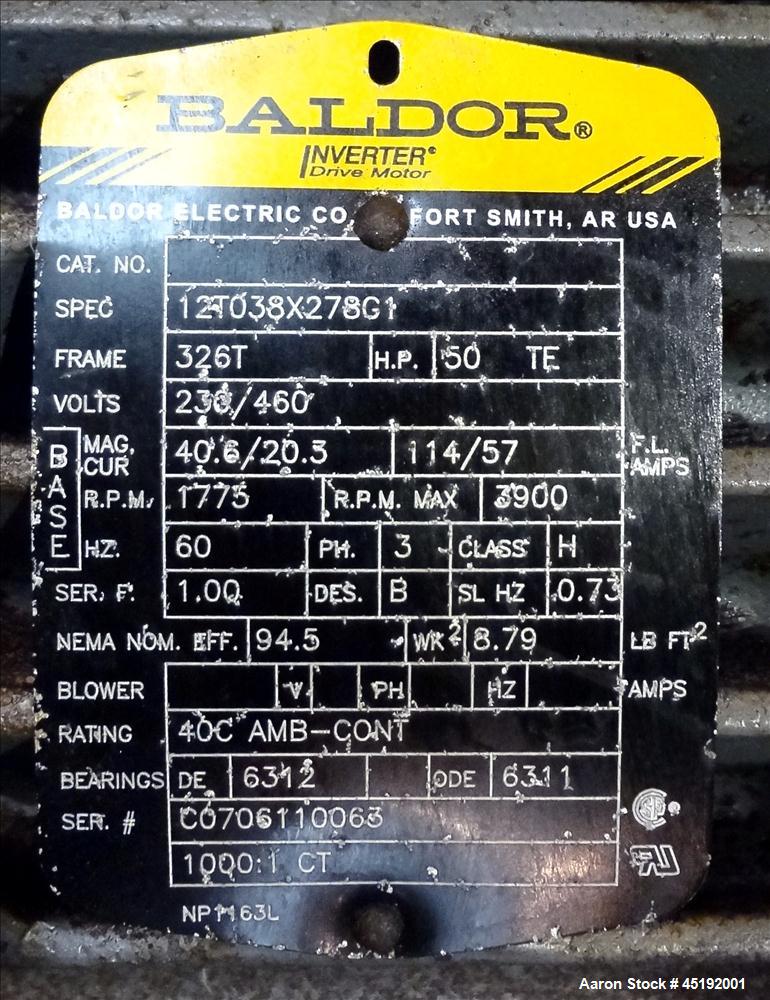 BALDOR®
INVERTER®
Drive Motor
BALDOR ELECTRIC CO. FORT SMITH, AR USA
CAT. NO.
SPEC 12T038X278G1
FRAME 326T H.P. 50 TE
VOLTS 230/460
BASE
MAG. CUR 40.6/20.3 114/57 F.L. AMPS
R.P.M. 1775 R.P.M. MAX 3900
HZ. 60 PH. 3 CLASS H
SER. F. 1.00 DES. B SL HZ 0.73
NEMA NOM. EFF. 94.5 WK² 8.79 LB FT²
BLOWER V PH HZ AMPS
RATING 40C AMB-CONT
BEARINGS DE 6312 ODE 6311
SER. # C0706110063
1000:1 CT
NP1163L
Aaron Stock # 45192001